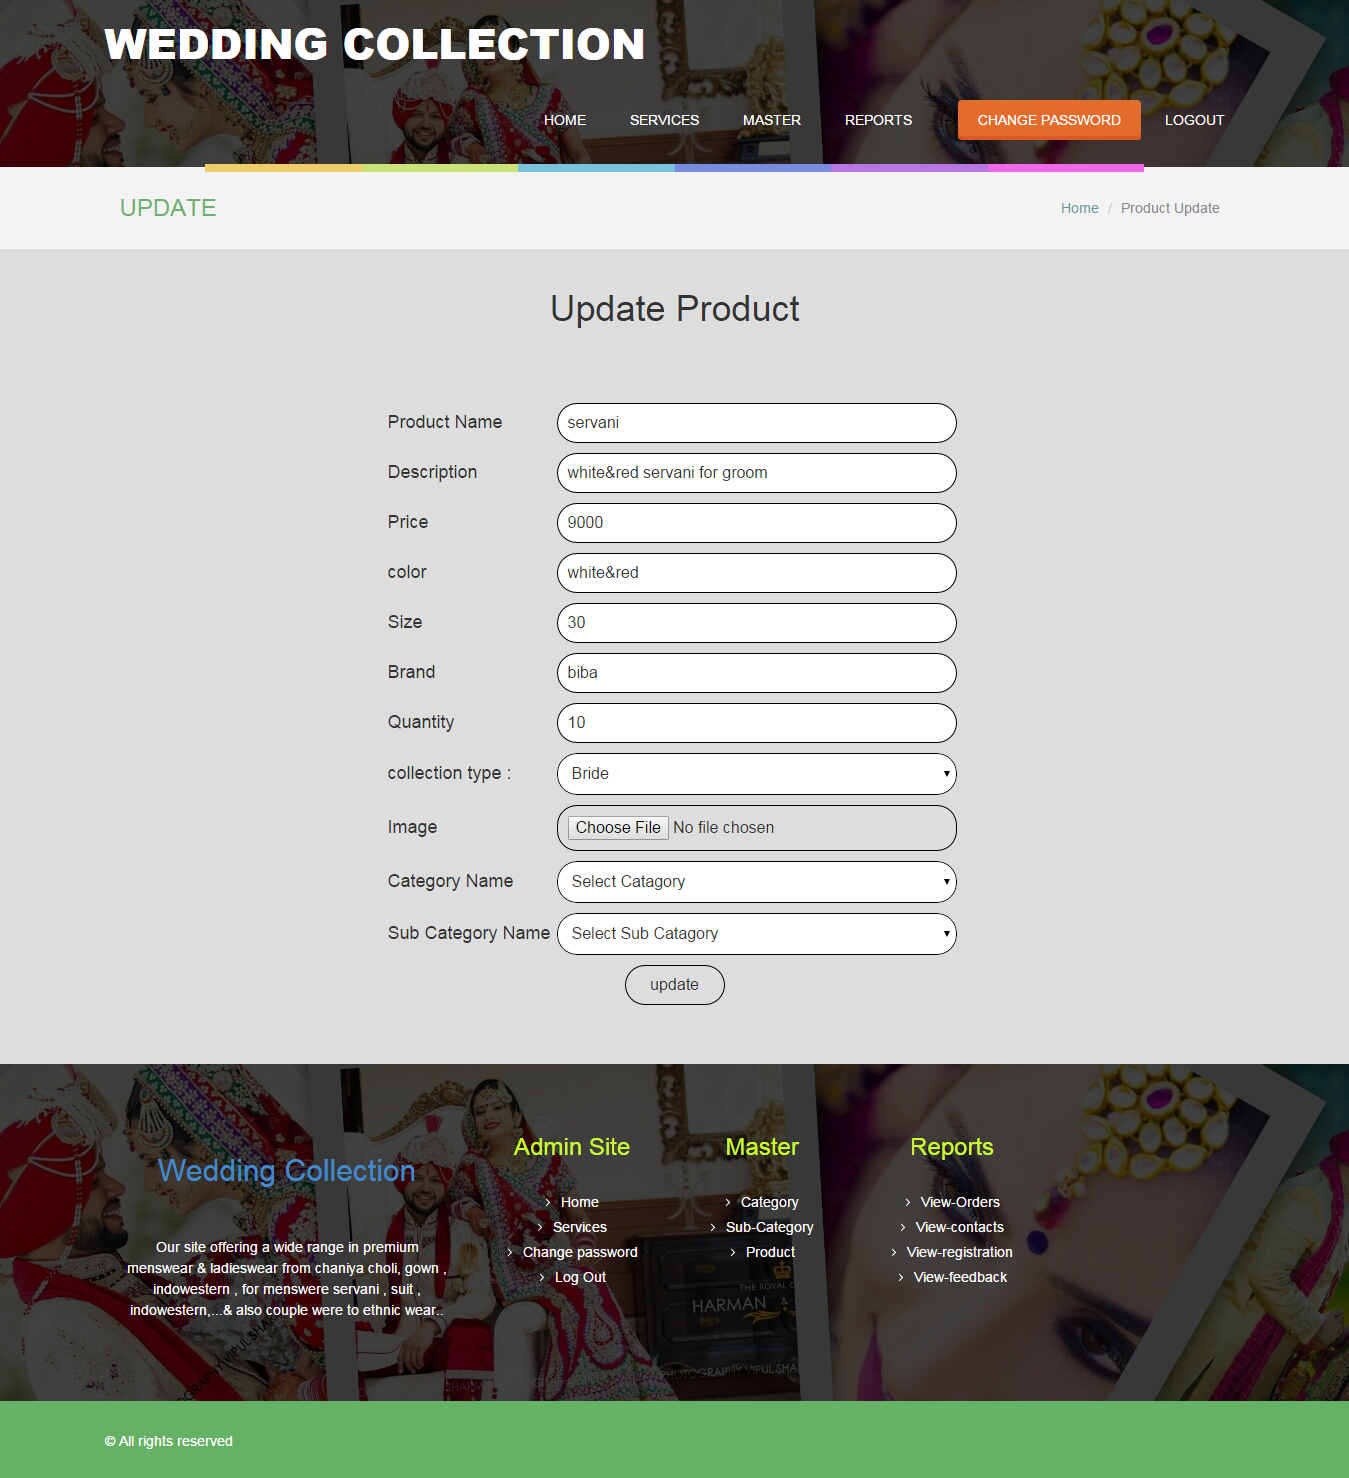 WEDDING COLLECTION
HOME SERVICES MASTER REPORTS CHANGE PASSWORD LOGOUT
UPDATE
Home / Product Update
Update Product
Product Name servani
Description white&red servani for groom
Price 9000
color white&red
Size 30
Brand biba
Quantity 10
collection type : Bride
Image Choose File No file chosen
Category Name Select Catagory
Sub Category Name Select Sub Catagory
update
Wedding Collection
Our site offering a wide range in premium
menswear & ladieswear from chaniya choli, gown ,
indowestern , for menswere servani , suit ,
indowestern,...& also couple were to ethnic wear..
Admin Site
Home
Services
Change password
Log Out
Master
Category
Sub-Category
Product
Reports
View-Orders
View-contacts
View-registration
View-feedback
THE ROYAL
HARMAN &
PHOTOGRAPHY VIPUL
© All rights reserved